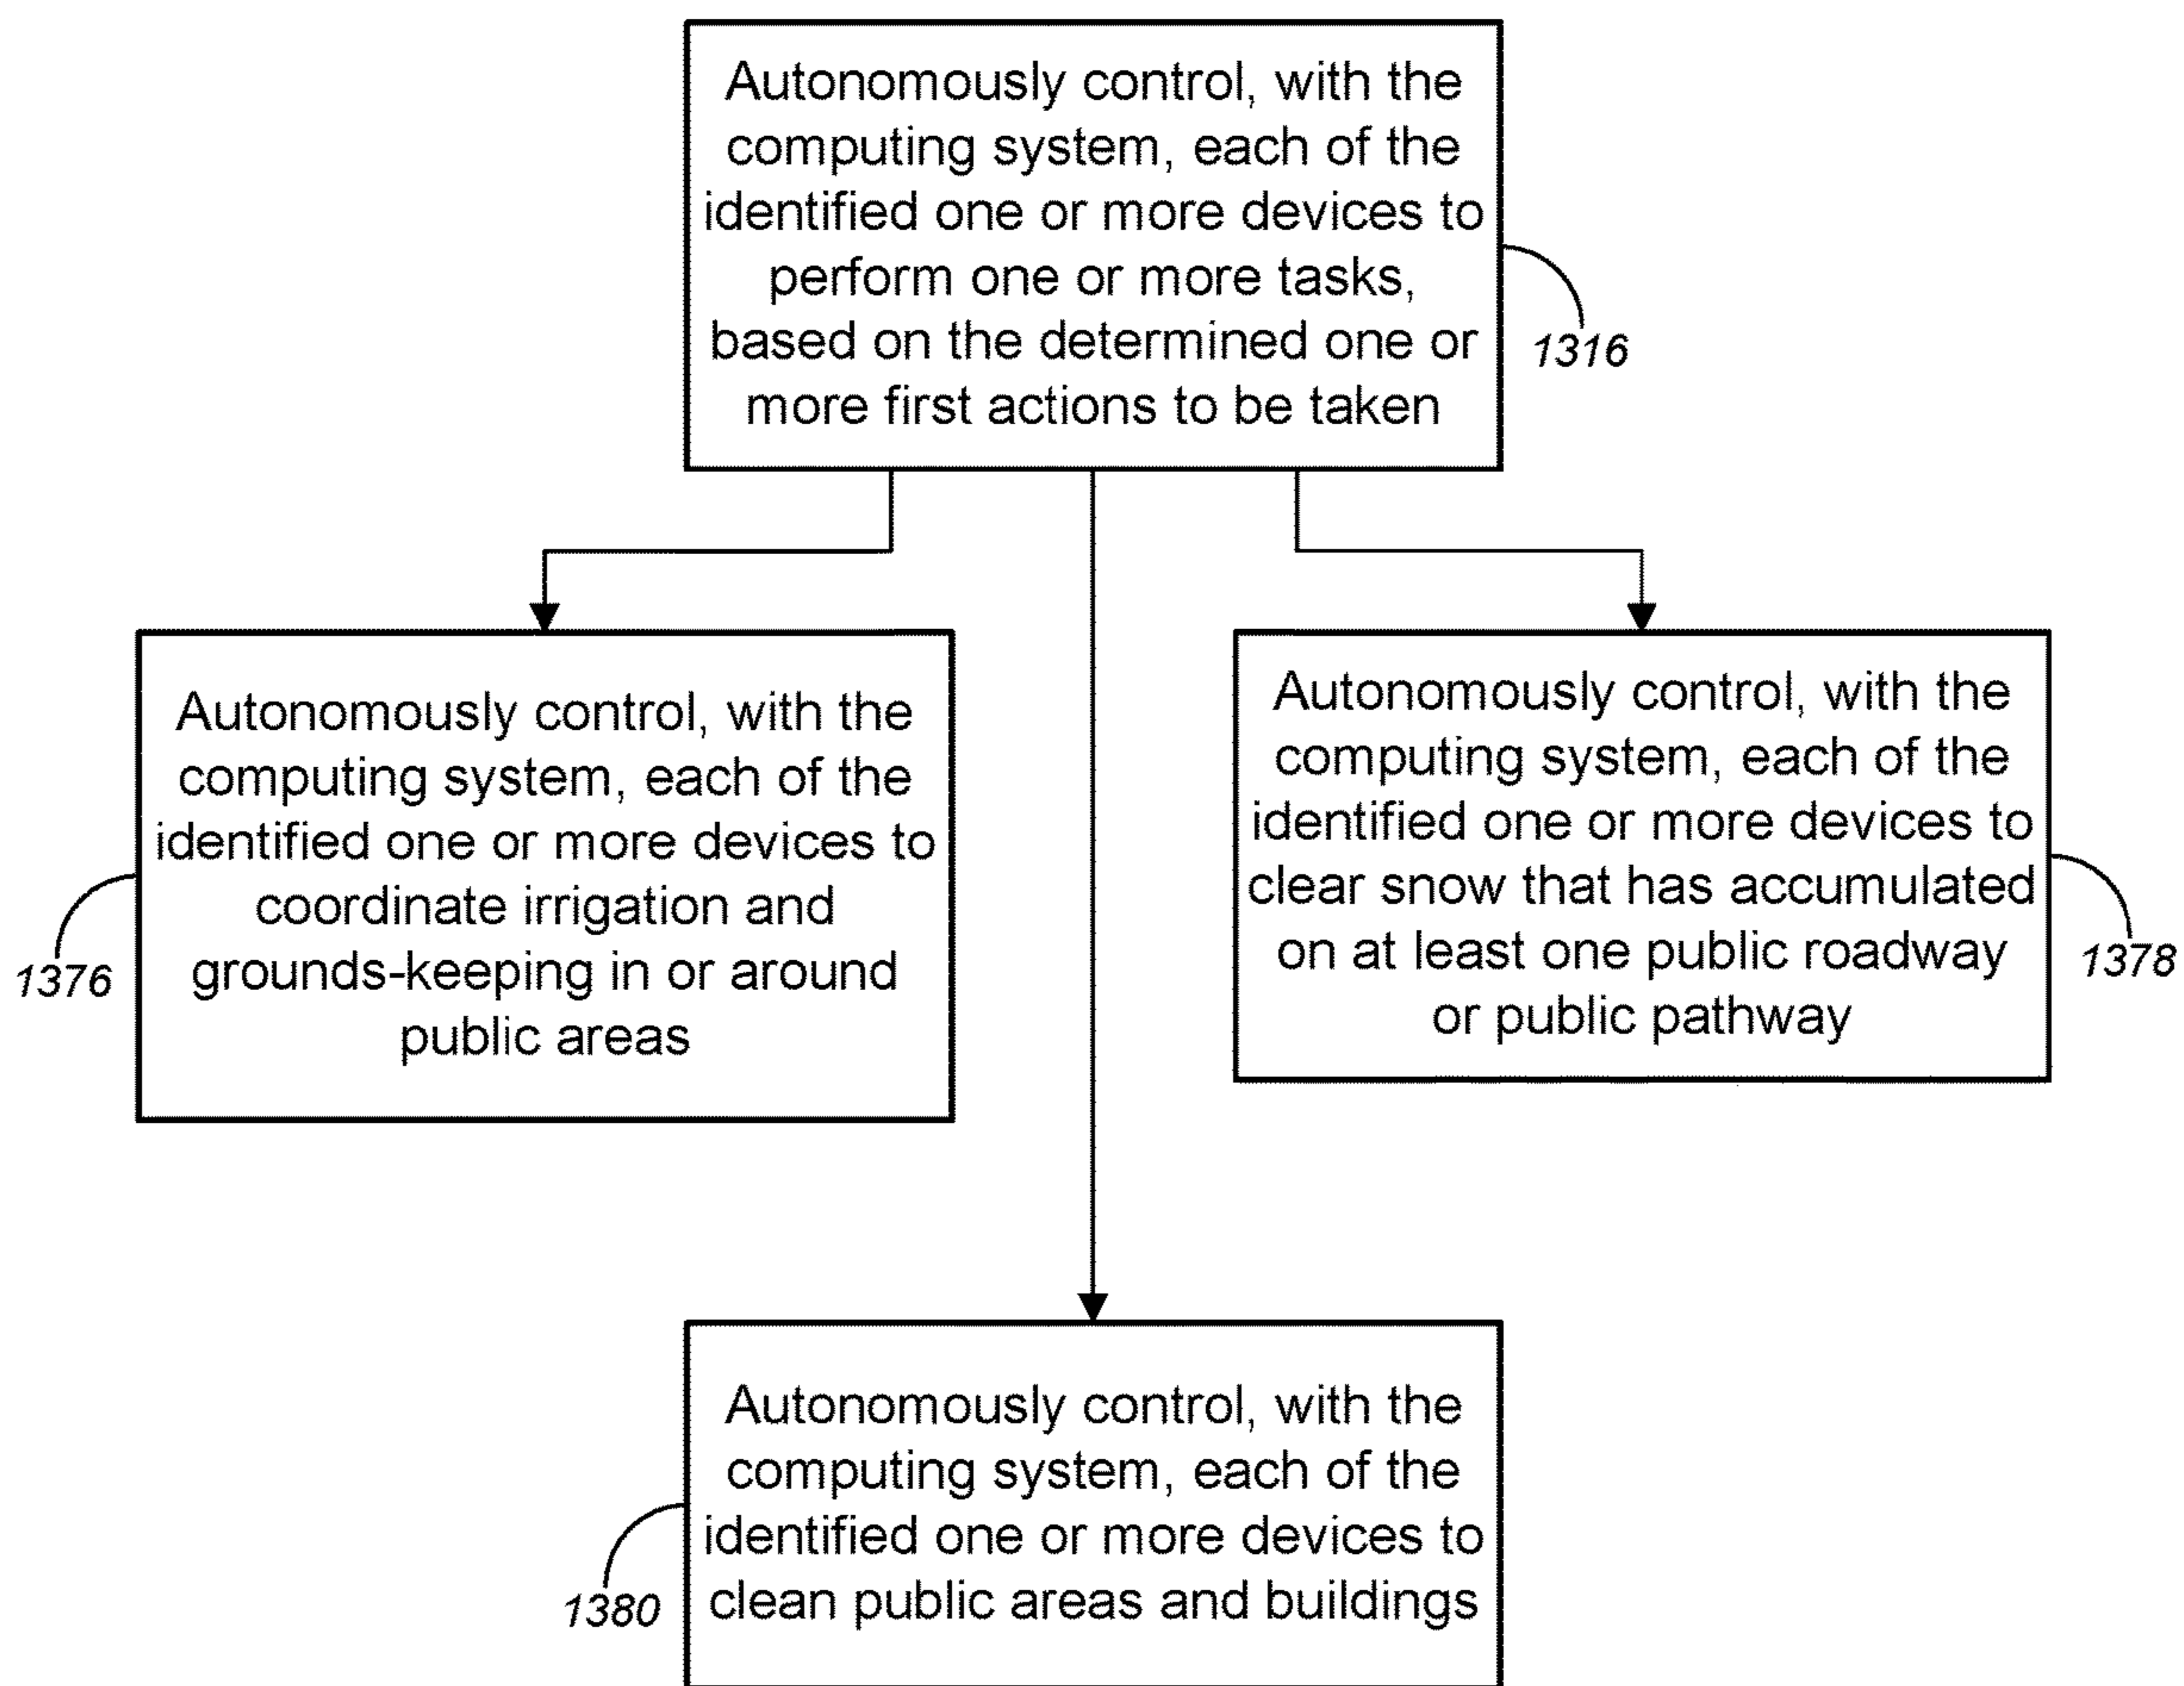 Autonomously control, with the
computing system, each of the
identified one or more devices to
perform one or more tasks,
based on the determined one or
more first actions to be taken
1316
Autonomously control, with the
computing system, each of the
identified one or more devices to
coordinate irrigation and
grounds-keeping in or around
public areas
1376
Autonomously control, with the
computing system, each of the
identified one or more devices to
clear snow that has accumulated
on at least one public roadway
or public pathway
1378
Autonomously control, with the
computing system, each of the
identified one or more devices to
clean public areas and buildings
1380